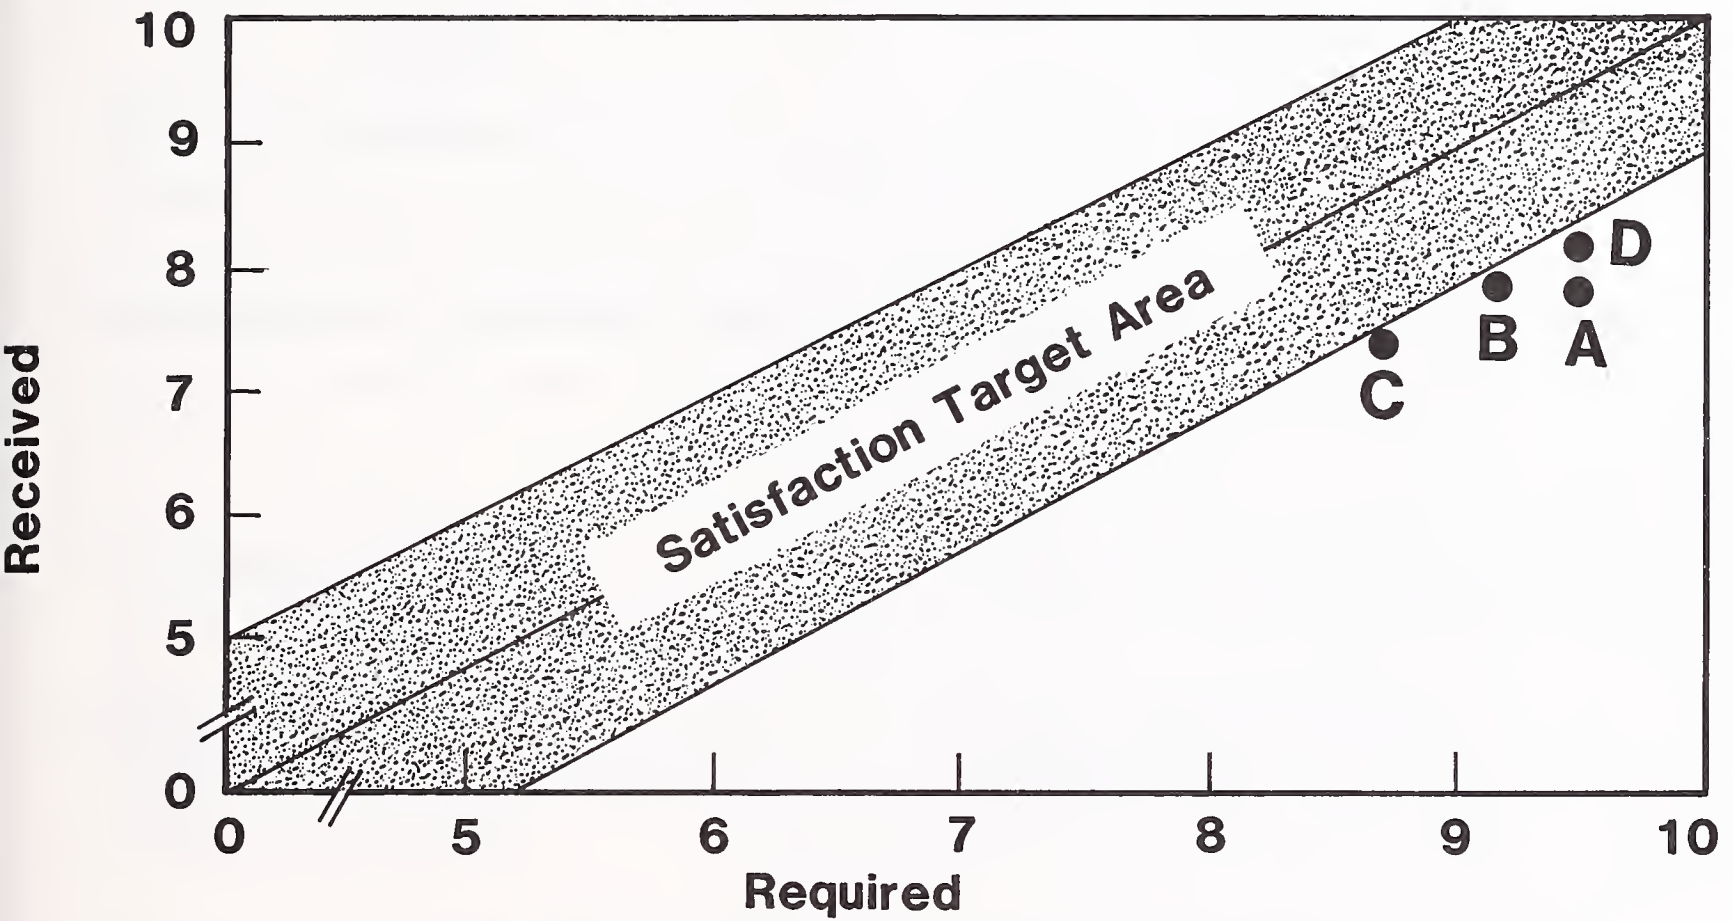 10
9
8
7
6
5
0
Received
Satisfaction Target Area
D
B
A
C
0 5 6 7 8 9 10
Required